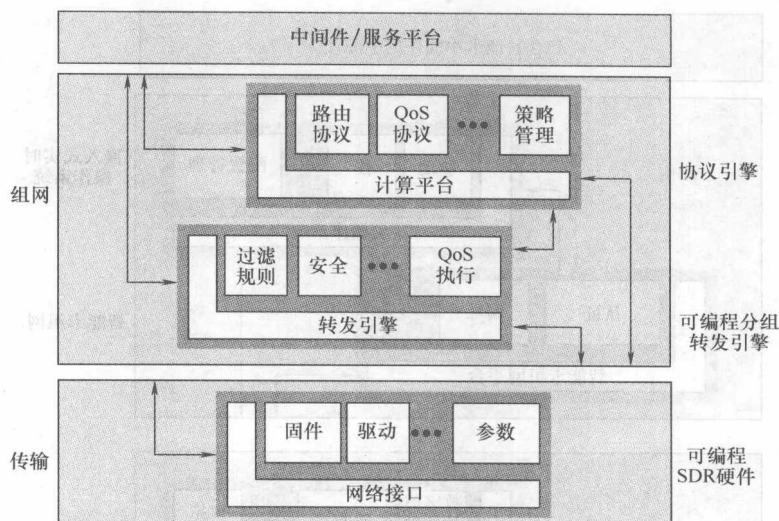 中间件/服务平台
路由
协议
QoS
协议
策略
管理
计算平台
协议引擎
组网
过滤
规则
安全
QoS
执行
转发引擎
可编程分组
转发引擎
固件
驱动
参数
网络接口
传输
可编程
SDR硬件